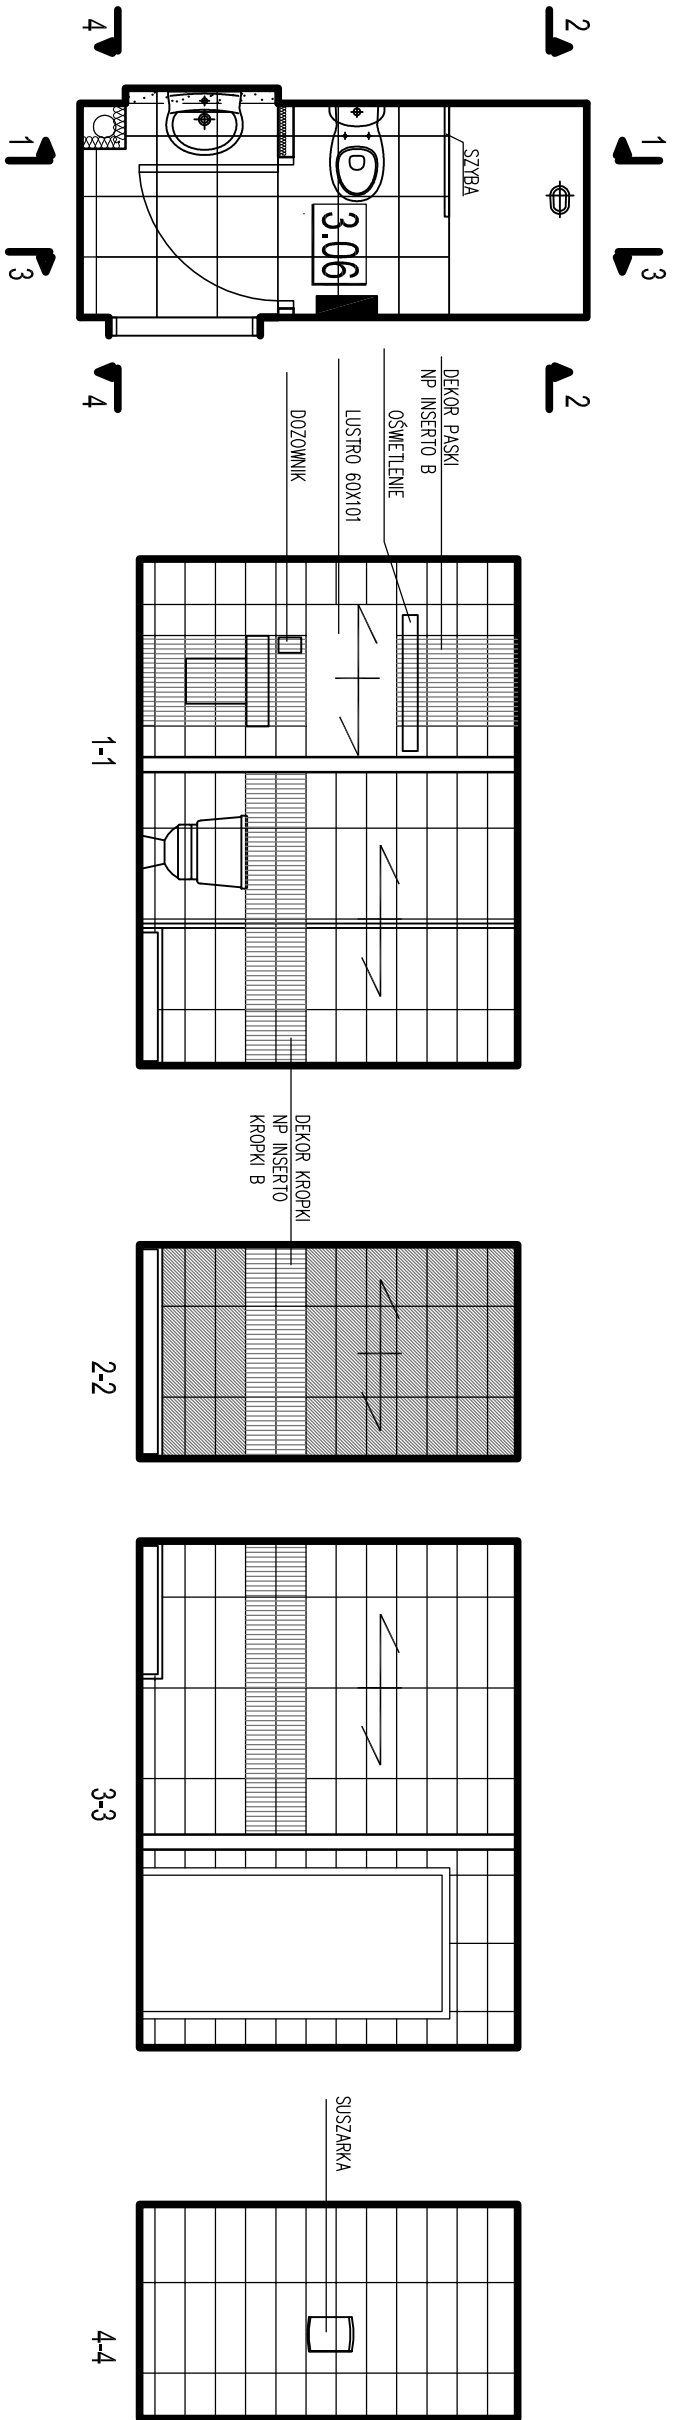 4
2
1
3
1
3
4
2
SZYBA
3.06
DEKOR PASKI
NP INSERTO B
OŚWIETLENIE
LUSTRO 60X101
DOZOWNIK
1-1
DEKOR KROPKI
NP INSERTO
KROPKI B
2-2
3-3
SUSZARKA
4-4